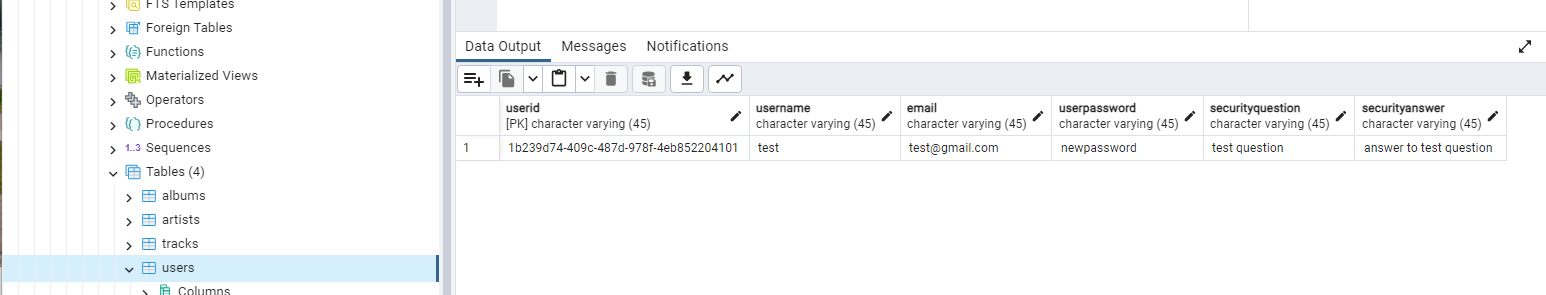 FTS Templates
Foreign Tables
Functions
Materialized Views
Operators
Procedures
1..3 Sequences
Tables (4)
albums
artists
tracks
users
Columns
Data Output Messages Notifications
userid username email userpassword securityquestion securityanswer
[PK] character varying (45) character varying (45) character varying (45) character varying (45) character varying (45) character varying (45)
1 1b239d74-409c-487d-978f-4eb852204101 test test@gmail.com newpassword test question answer to test question